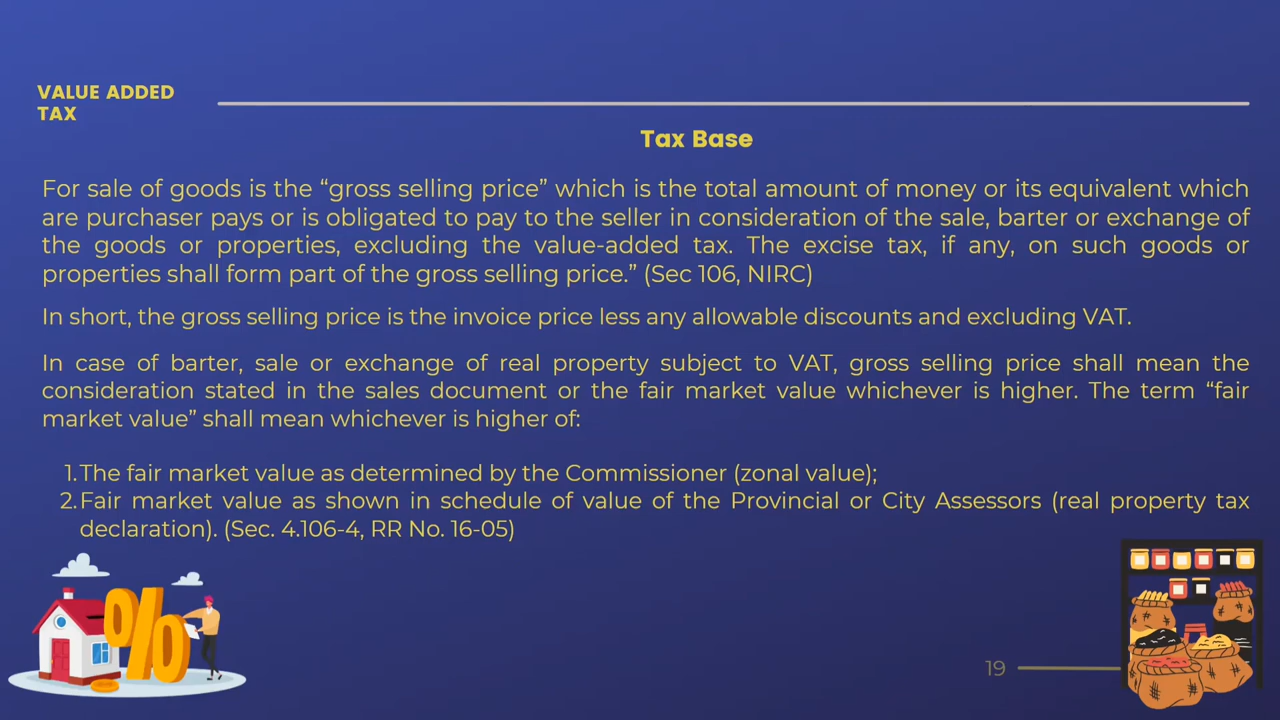 VALUE ADDED
TAX
Tax Base
For sale of goods is the “gross selling price” which is the total amount of money or its equivalent which
are purchaser pays or is obligated to pay to the seller in consideration of the sale, barter or exchange of
the goods or properties, excluding the value-added tax. The excise tax, if any, on such goods or
properties shall form part of the gross selling price.” (Sec 106, NIRC)
In short, the gross selling price is the invoice price less any allowable discounts and excluding VAT.
In case of barter, sale or exchange of real property subject to VAT, gross selling price shall mean the
consideration stated in the sales document or the fair market value whichever is higher. The term “fair
market value” shall mean whichever is higher of:
1.The fair market value as determined by the Commissioner (zonal value);
2.Fair market value as shown in schedule of value of the Provincial or City Assessors (real property tax
declaration). (Sec. 4.106-4, RR No. 16-05)
%
19